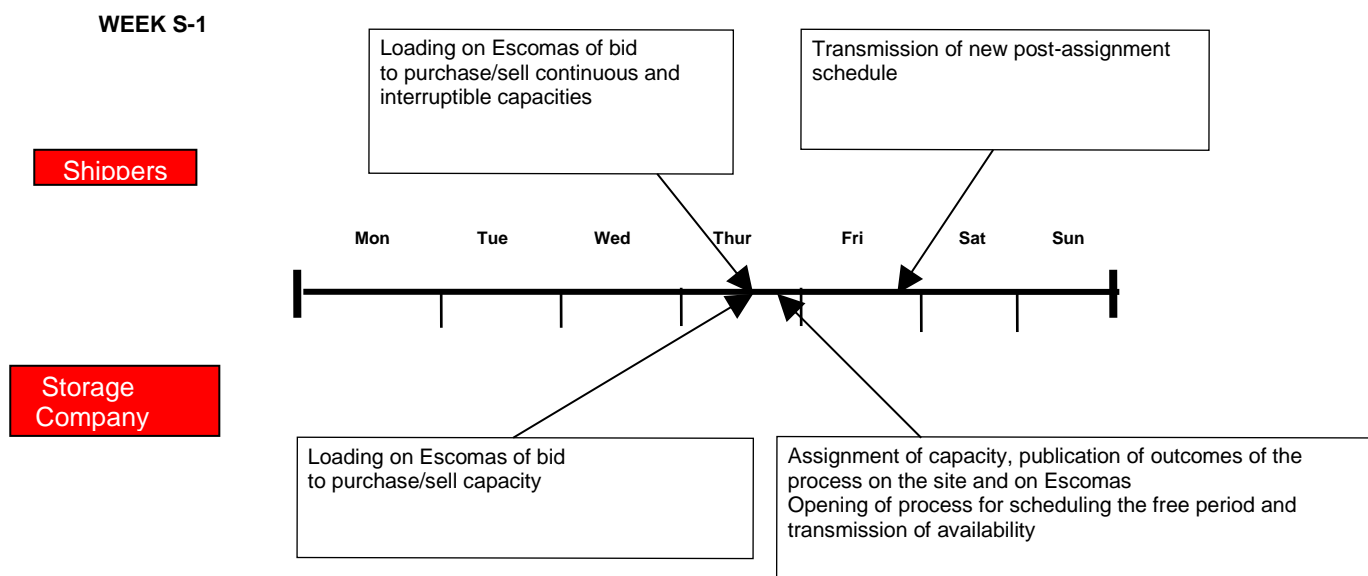 WEEK S-1
Loading on Escomas of bid
to purchase/sell continuous and
interruptible capacities
Transmission of new post-assignment
schedule
Shippers
Mon Tue Wed Thur Fri Sat Sun
Storage
Company
Loading on Escomas of bid
to purchase/sell capacity
Assignment of capacity, publication of outcomes of the
process on the site and on Escomas
Opening of process for scheduling the free period and
transmission of availability